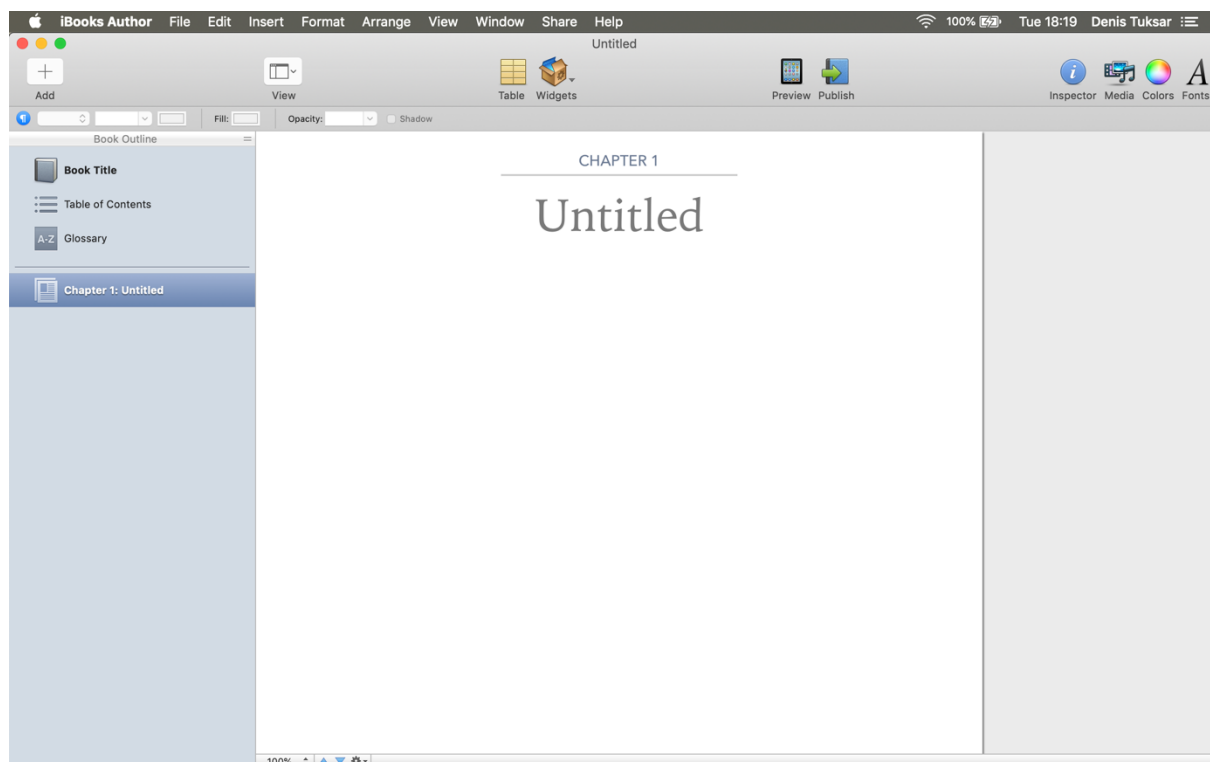 iBooks Author File Edit Insert Format Arrange View Window Share Help 100% Tue 18:19 Denis Tuksar
Untitled
Add View Table Widgets Preview Publish Inspector Media Colors Fonts
Fill: Opacity: Shadow
Book Outline
Book Title
Table of Contents
A-Z Glossary
Chapter 1: Untitled
CHAPTER 1
Untitled
100%